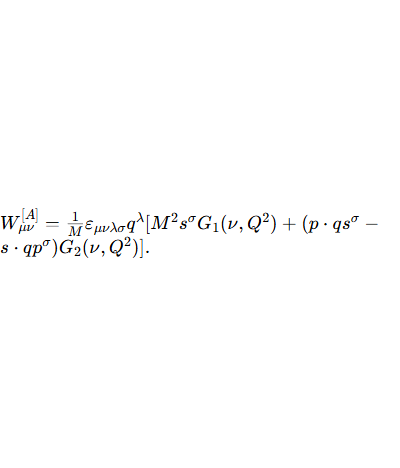 $W_{\mu\nu}^{[A]} = \frac{1}{M} \varepsilon_{\mu\nu\lambda\sigma} q^{\lambda} [M^2 s^{\sigma} G_1(\nu, Q^2) + (p \cdot q s^{\sigma} -$
$s \cdot q p^{\sigma}) G_2(\nu, Q^2)].$